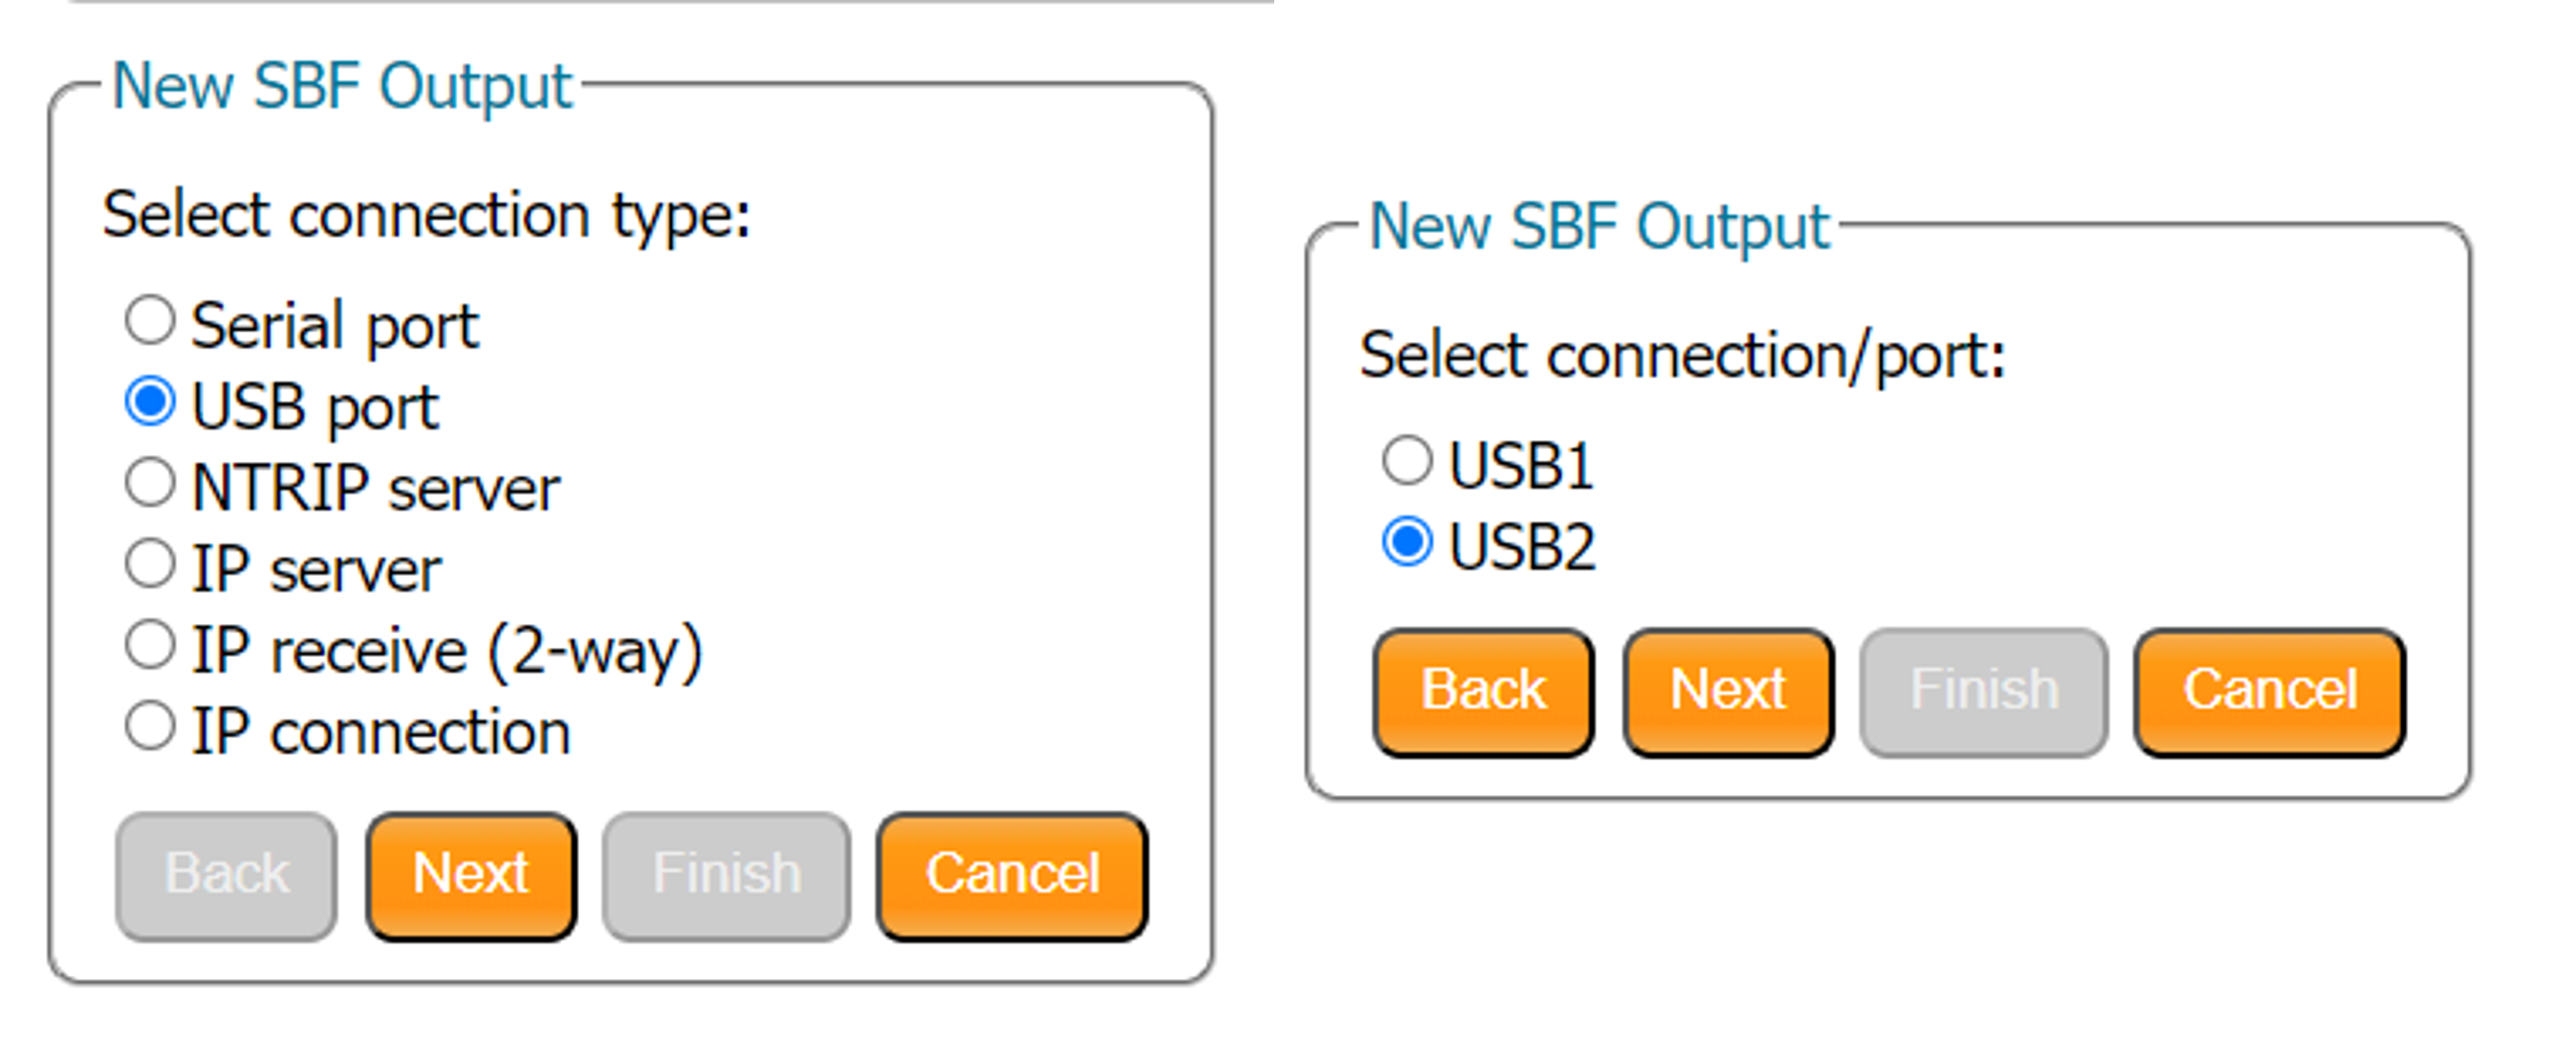 New SBF Output
Select connection type:
Serial port
USB port
NTRIP server
IP server
IP receive (2-way)
IP connection
Back Next Finish Cancel
New SBF Output
Select connection/port:
USB1
USB2
Back Next Finish Cancel